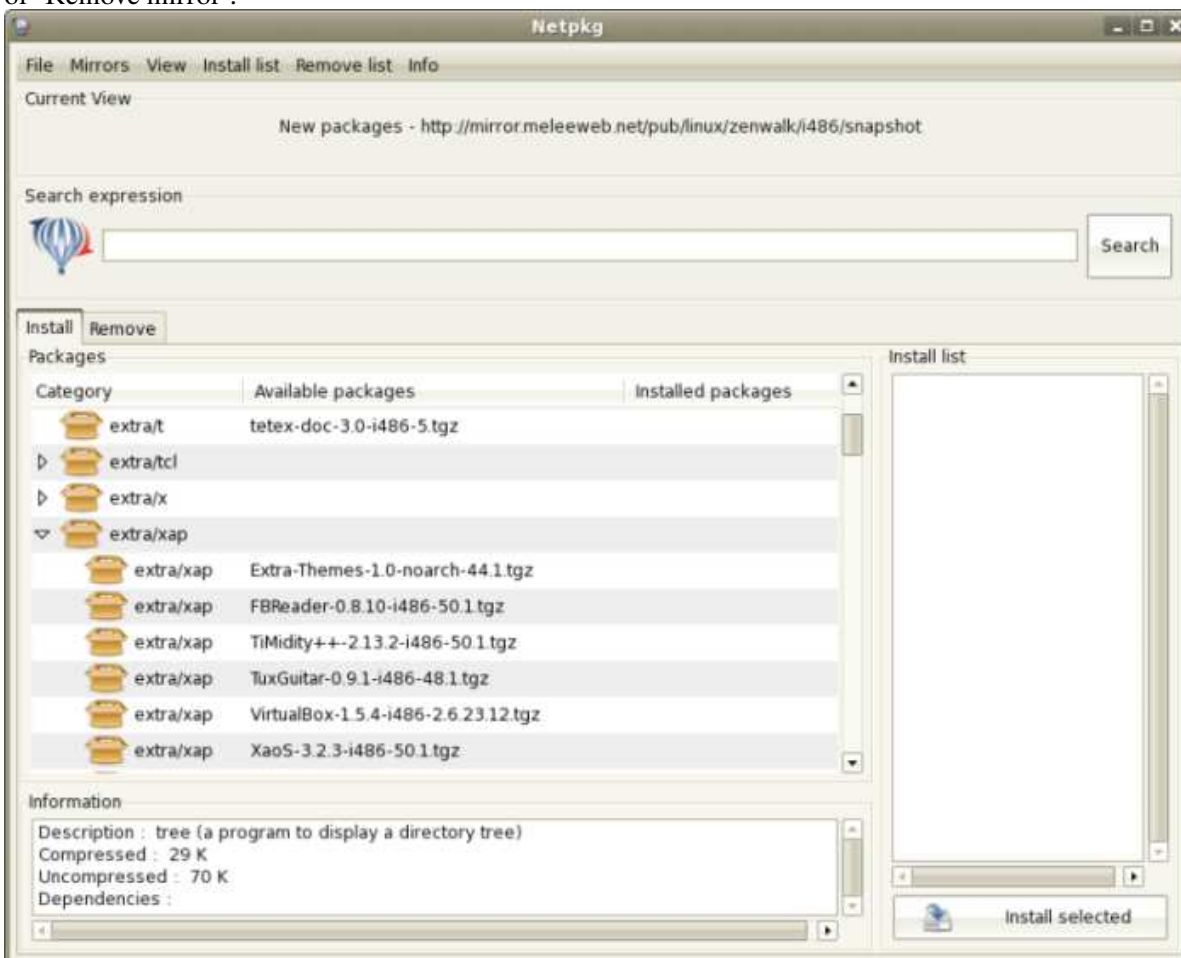 or "Remove mirror".
Netpkg
File Mirrors View Install list Remove list Info
Current View
New packages - http://mirror.meleeweb.net/pub/linux/zenwalk/i486/snapshot
Search expression
Search
Install Remove
Packages
Install list
Category Available packages Installed packages
extra/t tetex-doc-3.0-i486-5.tgz
extra/tcl
extra/x
extra/xap
extra/xap Extra-Themes-1.0-noarch-44.1.tgz
extra/xap FBReader-0.8.10-i486-50.1.tgz
extra/xap TiMidity++-2.13.2-i486-50.1.tgz
extra/xap TuxGuitar-0.9.1-i486-48.1.tgz
extra/xap VirtualBox-1.5.4-i486-2.6.23.12.tgz
extra/xap XaoS-3.2.3-i486-50.1.tgz
Information
Description : tree (a program to display a directory tree)
Compressed : 29 K
Uncompressed : 70 K
Dependencies :
Install selected